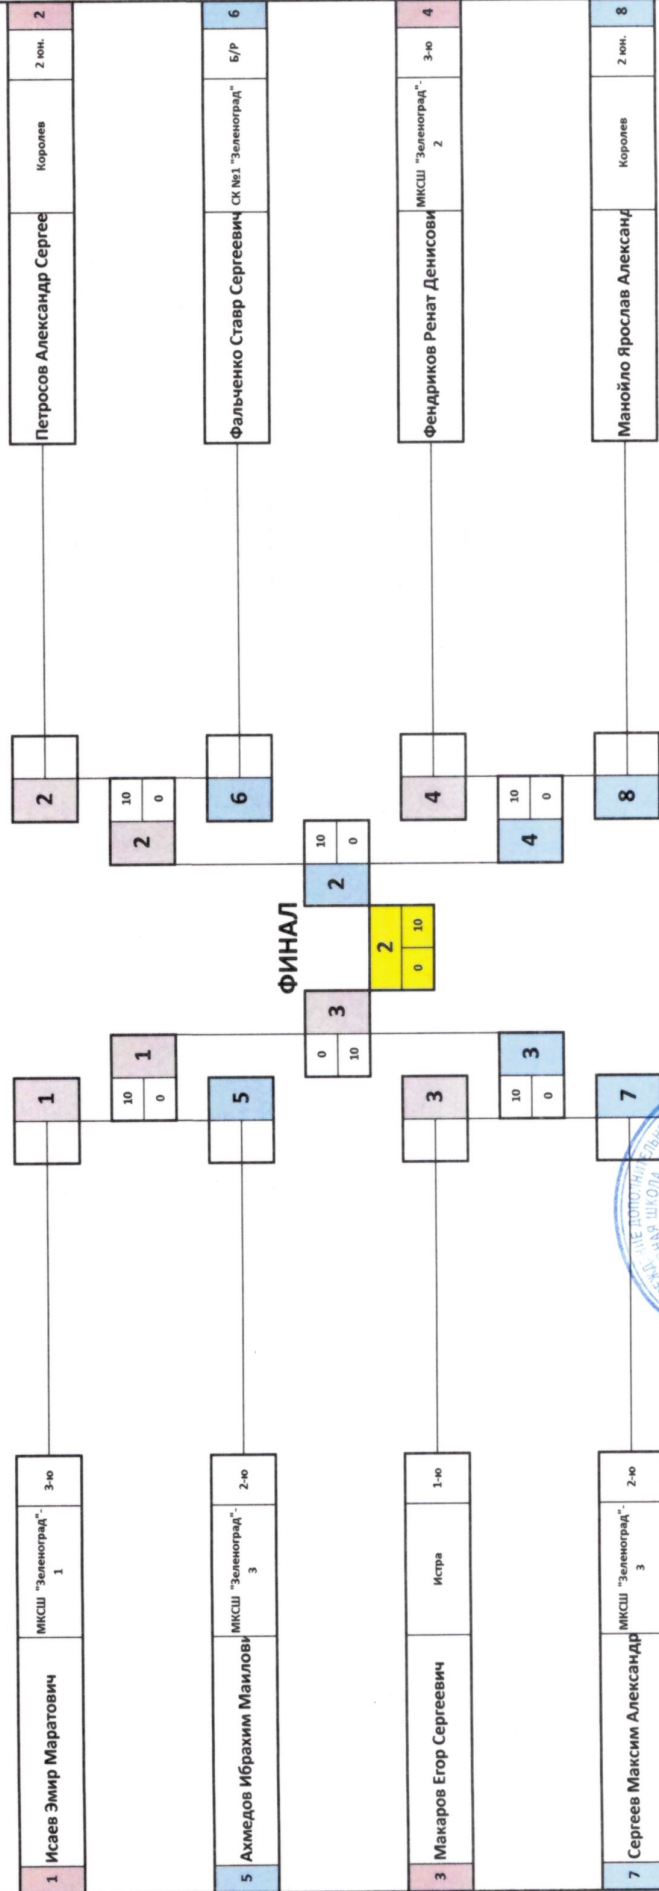 1 Исаев Эмир Маратович МКСШ "Зеленоград"-1 3-ю
5 Ахмедов Ибрахим Маилови МКСШ "Зеленоград"-3 2-ю
3 Макаров Егор Сергеевич Истра 1-ю
7 Сергеев Максим Александр МКСШ "Зеленоград"-3 2-ю
1
5
3
7
1 10 0
3 10 0
3 0 10
ФИНАЛ
2 0 10
2 10 0
2 10 0
4 10 0
2
6
4
8
Петросов Александр Сергее Королев 2 юн. 2
Фальченко Ставр Сергеевич СК №1 "Зеленоград" Б/Р 6
Фендриков Ренат Денисови МКСШ "Зеленоград"-2 3-ю 4
Манойло Ярослав Александ Королев 2 юн. 8